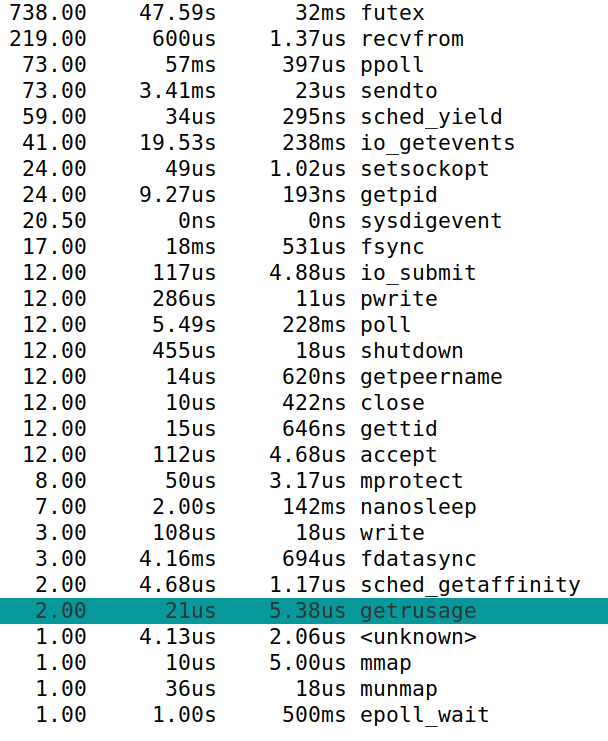 738.00 47.59s 32ms futex
219.00 600us 1.37us recvfrom
73.00 57ms 397us ppoll
73.00 3.41ms 23us sendto
59.00 34us 295ns sched_yield
41.00 19.53s 238ms io_getevents
24.00 49us 1.02us setsockopt
24.00 9.27us 193ns getpid
20.50 0ns 0ns sysdigevent
17.00 18ms 531us fsync
12.00 117us 4.88us io_submit
12.00 286us 11us pwrite
12.00 5.49s 228ms poll
12.00 455us 18us shutdown
12.00 14us 620ns getpeername
12.00 10us 422ns close
12.00 15us 646ns gettid
12.00 112us 4.68us accept
8.00 50us 3.17us mprotect
7.00 2.00s 142ms nanosleep
3.00 108us 18us write
3.00 4.16ms 694us fdatasync
2.00 4.68us 1.17us sched_getaffinity
2.00 21us 5.38us getrusage
1.00 4.13us 2.06us <unknown>
1.00 10us 5.00us mmap
1.00 36us 18us munmap
1.00 1.00s 500ms epoll_wait